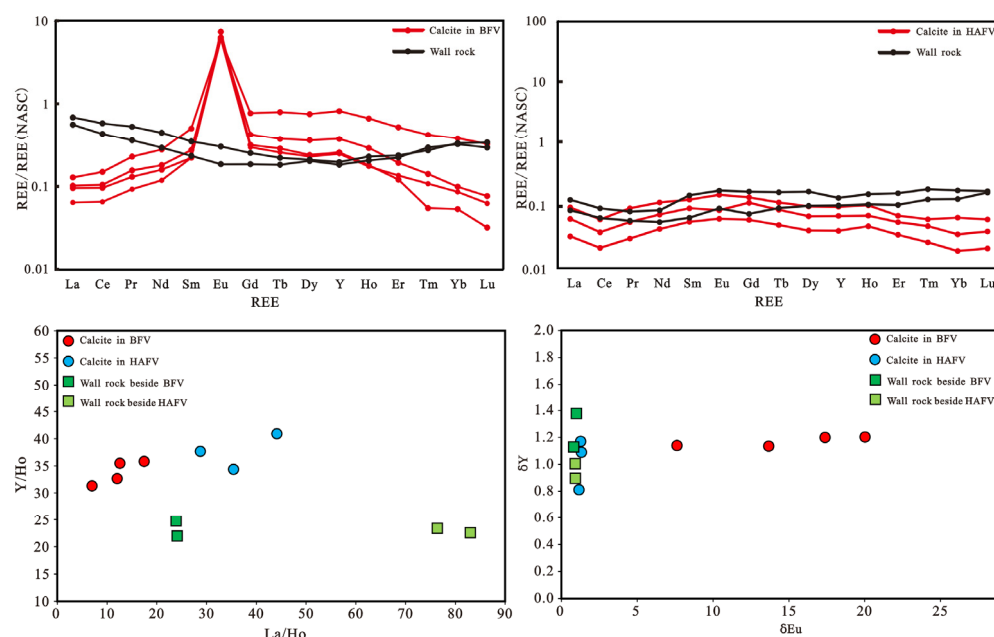 10
1
0.1
0.01
REE/REE(NASC)
Calcite in BFV
Wall rock
La Ce Pr Nd Sm Eu Gd Tb Dy Y Ho Er Tm Yb Lu
REE
100
10
1
0.1
0.01
REE/REE(NASC)
Calcite in HAFV
Wall rock
La Ce Pr Nd Sm Eu Gd Tb Dy Y Ho Er Tm Yb Lu
REE
60
55
50
45
40
35
30
25
20
15
10
Y/Ho
Calcite in BFV
Calcite in HAFV
Wall rock beside BFV
Wall rock beside HAFV
0 10 20 30 40 50 60 70 80 90
La/Ho
2.0
1.8
1.6
1.4
1.2
1.0
0.8
0.6
0.4
0.2
0.0
δY
Calcite in BFV
Calcite in HAFV
Wall rock beside BFV
Wall rock beside HAFV
0 5 10 15 20 25
δEu